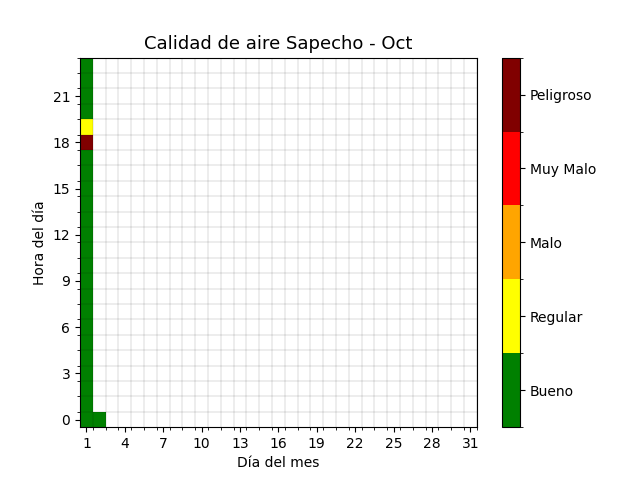 Calidad de aire Sapecho - Oct
Hora del día
21
18
15
12
9
6
3
0
1 4 7 10 13 16 19 22 25 28 31
Día del mes
Peligroso
Muy Malo
Malo
Regular
Bueno